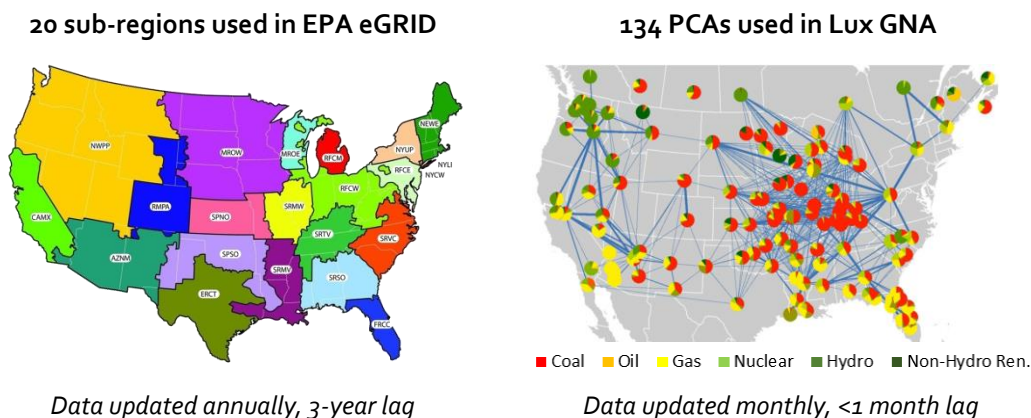 20 sub-regions used in EPA eGRID
134 PCAs used in Lux GNA
NWPP
MROW
MROE
RFCM
NYUP
NEWE
NYLI
NYCW
RFCE
RFCW
CAMX
RMPA
SPNO
SRMW
SRTV
SRVC
AZNM
SPSO
SRMV
SRSO
ERCT
FRCC
Coal Oil Gas Nuclear Hydro Non-Hydro Ren.
Data updated annually, 3-year lag
Data updated monthly, <1 month lag